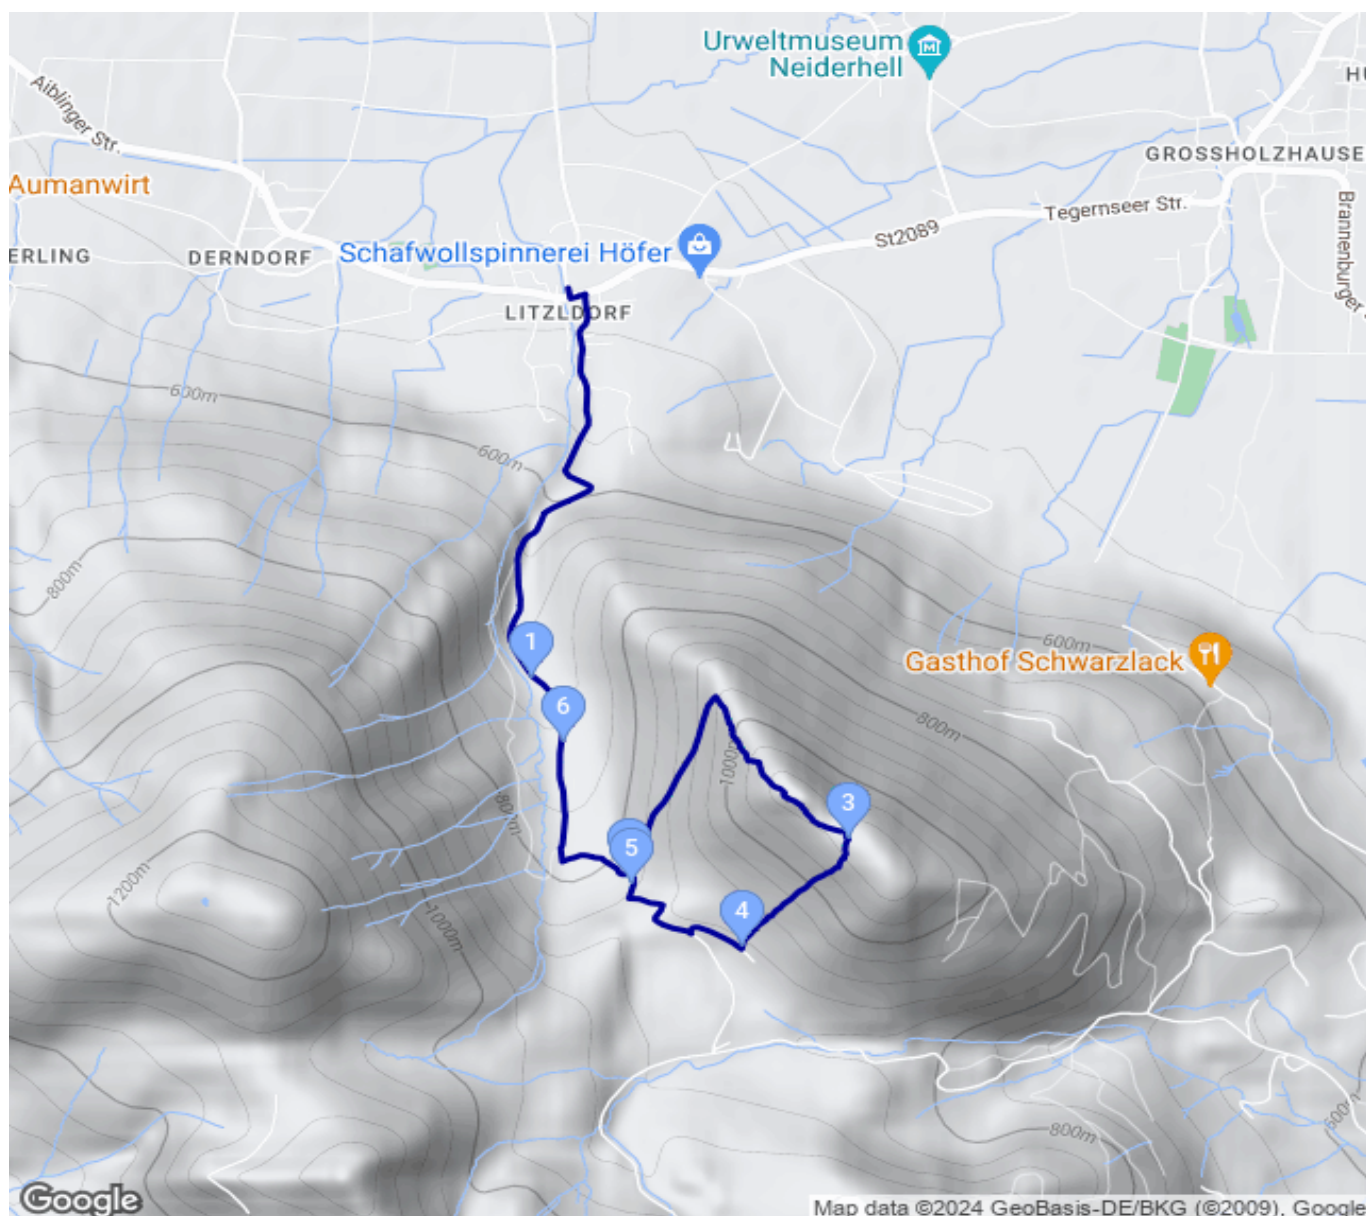 Urweltmuseum
Neiderhell
HU
Aiblinger Str.
GROSSHOLZHAUSE
Aumanwirt
Tegernseer Str.
Brannenburger
St2089
ERLING
DERNDORF
Schafwollspinnerei Höfer
LITZLDORF
600m
600m
800m
600m
1
Gasthof Schwarzlack
6
800m
1000m
3
800m
5
1200m
4
1000m
800m
600m
Google
Map data ©2024 GeoBasis-DE/BKG (©2009), Google